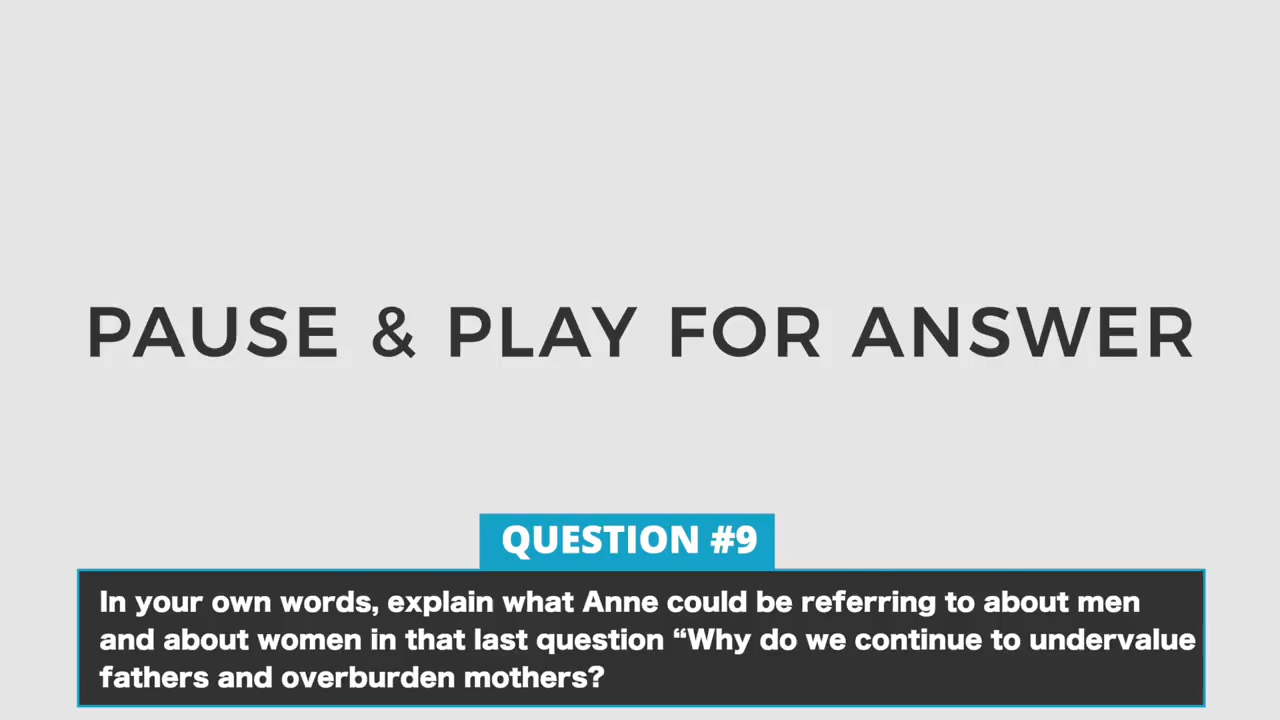 PAUSE & PLAY FOR ANSWER
QUESTION #9
In your own words, explain what Anne could be referring to about men
and about women in that last question “Why do we continue to undervalue
fathers and overburden mothers?